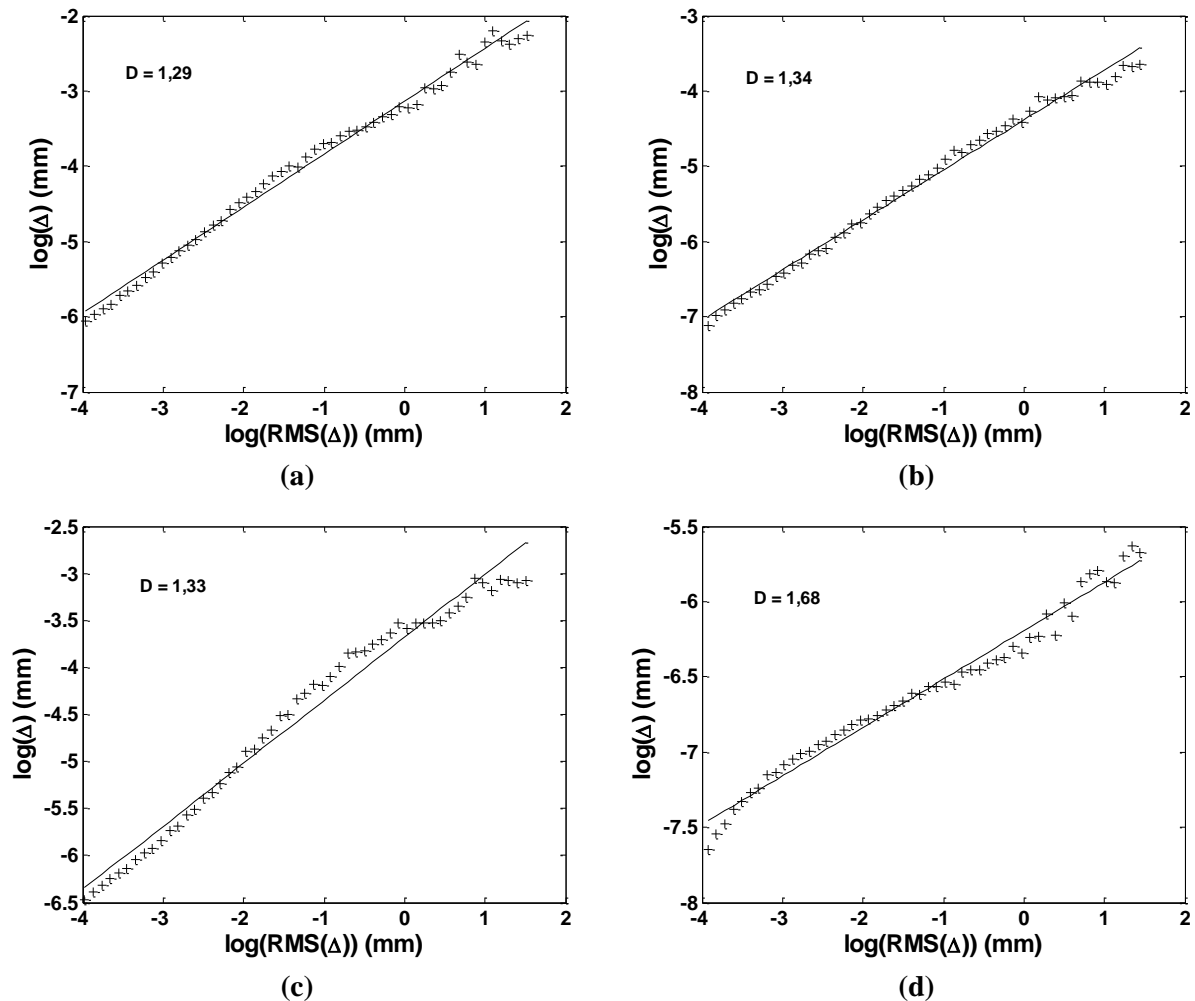 -2
-3
-4
-5
-6
-7
log(Δ) (mm)
D = 1,29
-4 -3 -2 -1 0 1 2
log(RMS(Δ)) (mm)
(a)
-3
-4
-5
-6
-7
-8
log(Δ) (mm)
D = 1,34
-4 -3 -2 -1 0 1 2
log(RMS(Δ)) (mm)
(b)
-2.5
-3
-3.5
-4
-4.5
-5
-5.5
-6
-6.5
log(Δ) (mm)
D = 1,33
-4 -3 -2 -1 0 1 2
log(RMS(Δ)) (mm)
(c)
-5.5
-6
-6.5
-7
-7.5
-8
log(Δ) (mm)
D = 1,68
-4 -3 -2 -1 0 1 2
log(RMS(Δ)) (mm)
(d)